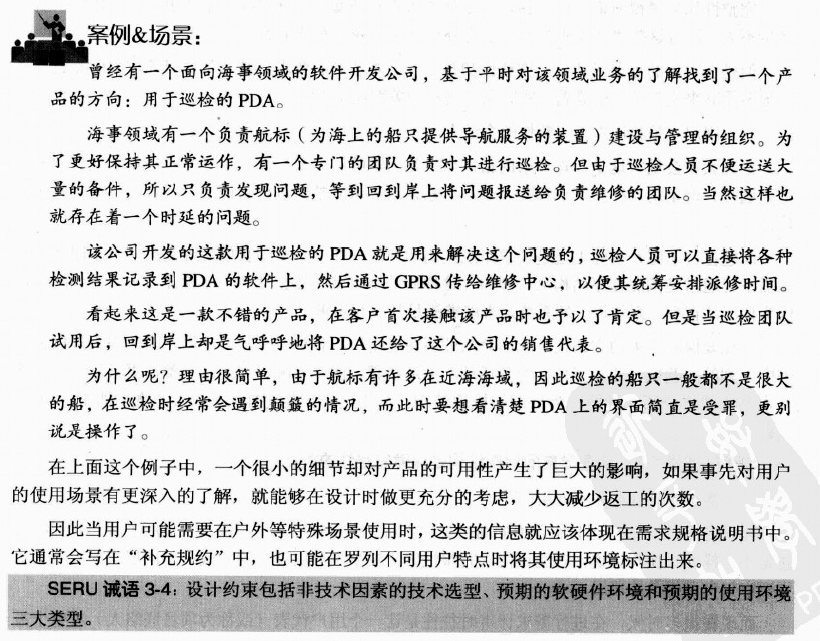 案例&场景：
曾经有一个面向海事领域的软件开发公司，基于平时对该领域业务的了解找到了一个产
品的方向：用于巡检的 PDA。
海事领域有一个负责航标（为海上的船只提供导航服务的装置）建设与管理的组织。为
了更好保持其正常运作，有一个专门的团队负责对其进行巡检。但由于巡检人员不便运送大
量的备件，所以只负责发现问题，等到回到岸上将问题报送给负责维修的团队。当然这样也
就存在着一个时延的问题。
该公司开发的这款用于巡检的 PDA 就是用来解决这个问题的，巡检人员可以直接将各种
检测结果记录到 PDA 的软件上，然后通过 GPRS 传给维修中心，以便其统筹安排派修时间。
看起来这是一款不错的产品，在客户首次接触该产品时也予以了肯定。但是当巡检团队
试用后，回到岸上却是气呼呼地将 PDA 还给了这个公司的销售代表。
为什么呢？理由很简单，由于航标有许多在近海海域，因此巡检的船只一般都不是很大
的船，在巡检时经常会遇到颠簸的情况，而此时要想看清楚 PDA 上的界面简直是受罪，更别
说是操作了。
在上面这个例子中，一个很小的细节却对产品的可用性产生了巨大的影响，如果事先对用户
的使用场景有更深入的了解，就能够在设计时做更充分的考虑，大大减少返工的次数。
因此当用户可能需要在户外等特殊场景使用时，这类的信息就应该体现在需求规格说明书中。
它通常会写在“补充规约”中，也可能在罗列不同用户特点时将其使用环境标注出来。
SERU 诫语 3-4：设计约束包括非技术因素的技术选型、预期的软硬件环境和预期的使用环境
三大类型。